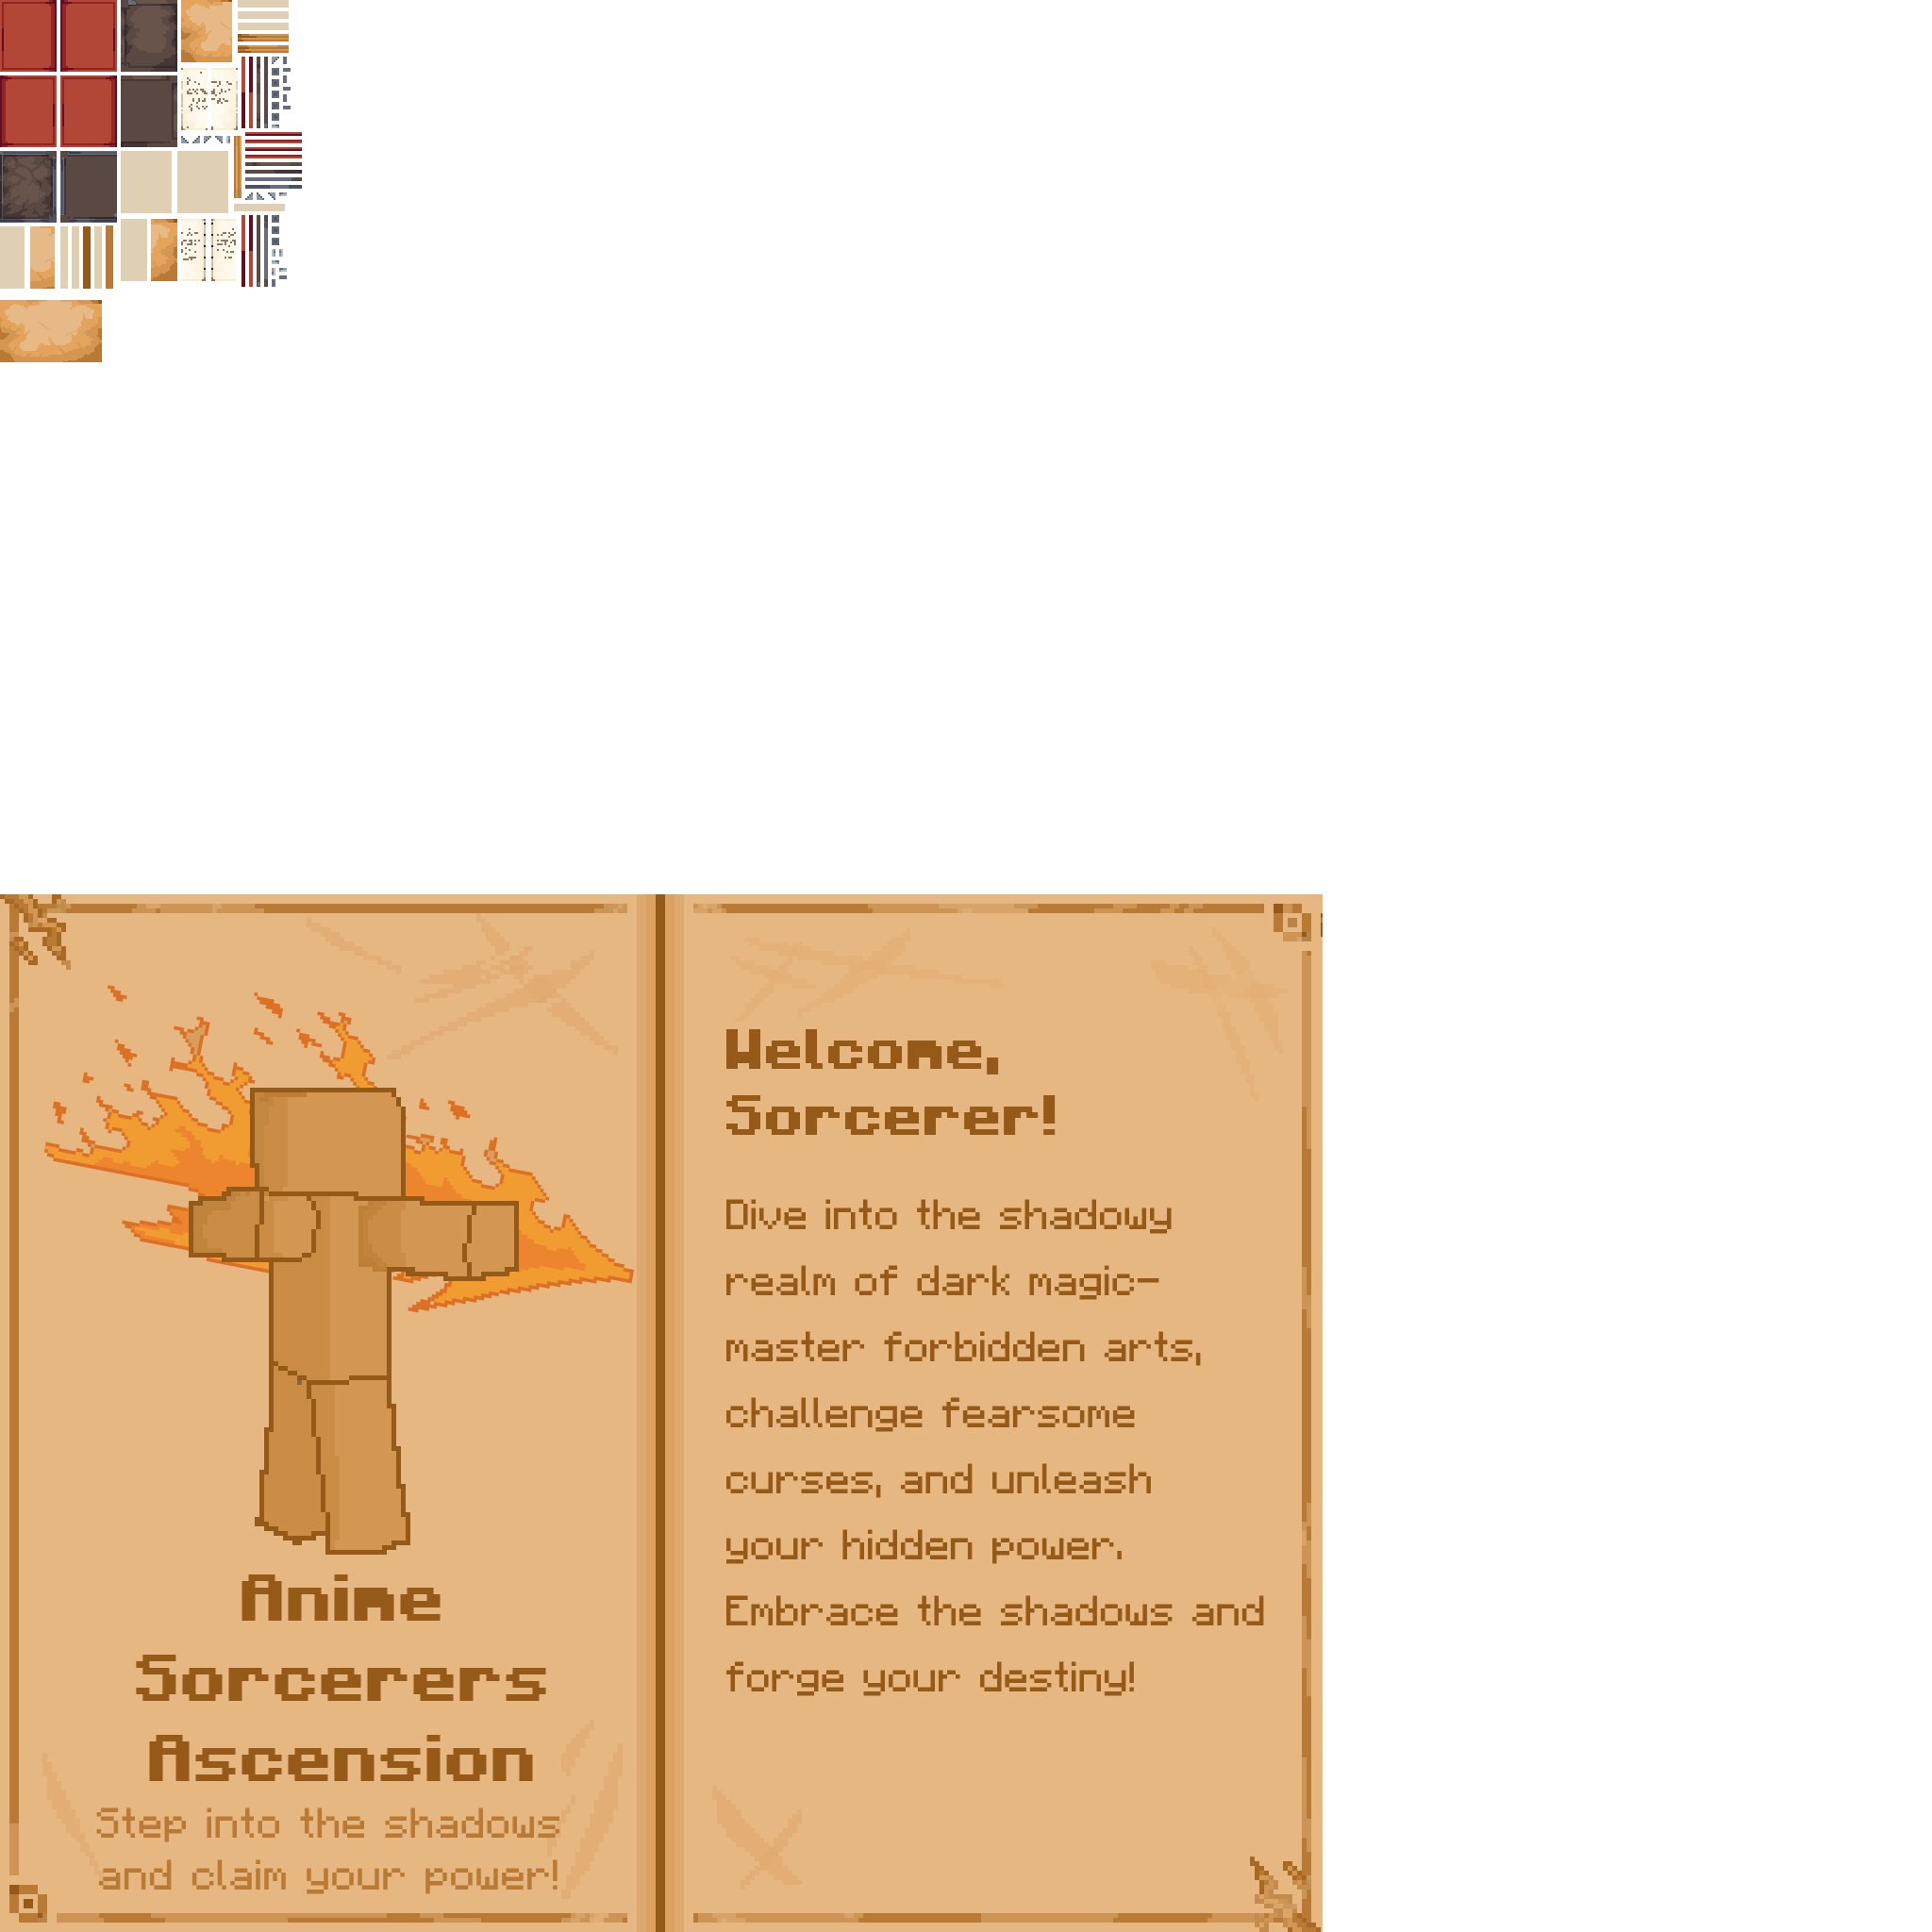 Anime
Sorcerers
Ascension
Step into the shadows
and claim your power!
Welcome,
Sorcerer!
Dive into the shadowy
realm of dark magic-
master forbidden arts,
challenge fearsome
curses, and unleash
your hidden power.
Embrace the shadows and
forge your destiny!